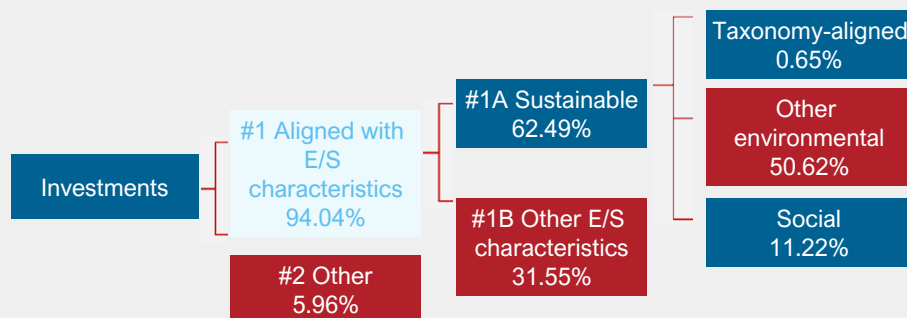 Investments
#1 Aligned with
E/S
characteristics
94.04%
#2 Other
5.96%
#1A Sustainable
62.49%
#1B Other E/S
characteristics
31.55%
Taxonomy-aligned
0.65%
Other
environmental
50.62%
Social
11.22%